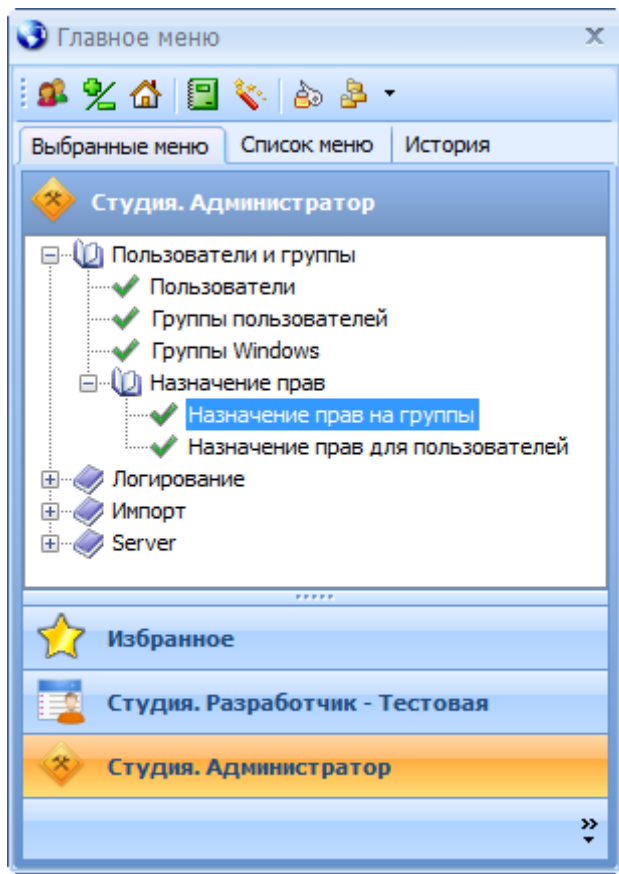 Главное меню
Выбранные меню Список меню История
Студия. Администратор
Пользователи и группы
Пользователи
Группы пользователей
Группы Windows
Назначение прав
Назначение прав на группы
Назначение прав для пользователей
Логирование
Импорт
Server
Избранное
Студия. Разработчик - Тестовая
Студия. Администратор